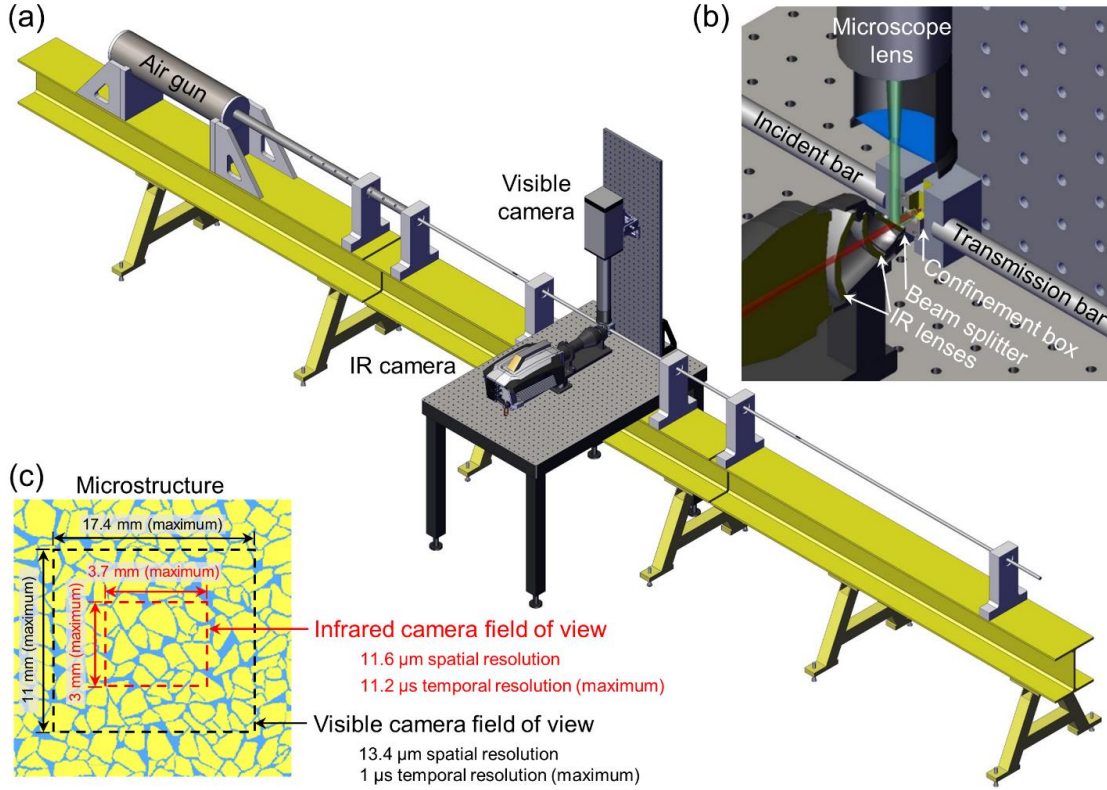 (a)
Air gun
Visible
camera
IR camera
(b)
Microscope
lens
Incident bar
Transmission bar
Confinement box
Beam splitter
IR lenses
(c)
Microstructure
17.4 mm (maximum)
3.7 mm (maximum)
11 mm (maximum)
3 mm (maximum)
Infrared camera field of view
11.6 µm spatial resolution
11.2 µs temporal resolution (maximum)
Visible camera field of view
13.4 µm spatial resolution
1 µs temporal resolution (maximum)